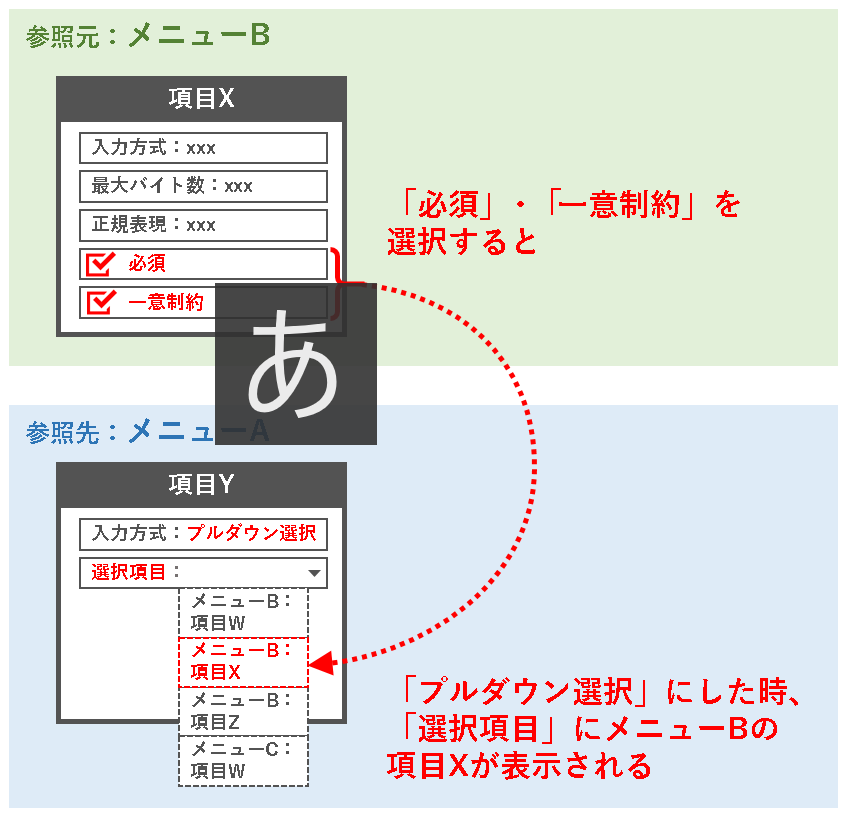 参照元：メニューB
項目X
入力方式：xxx
最大バイト数：xxx
正規表現：xxx
必須
一意制約
「必須」・「一意制約」を
選択すると
あ
参照先：メニューA
項目Y
入力方式：プルダウン選択
選択項目：
メニューB：
項目W
メニューB：
項目X
メニューB：
項目Z
メニューC：
項目W
「プルダウン選択」にした時、
「選択項目」にメニューBの
項目Xが表示される